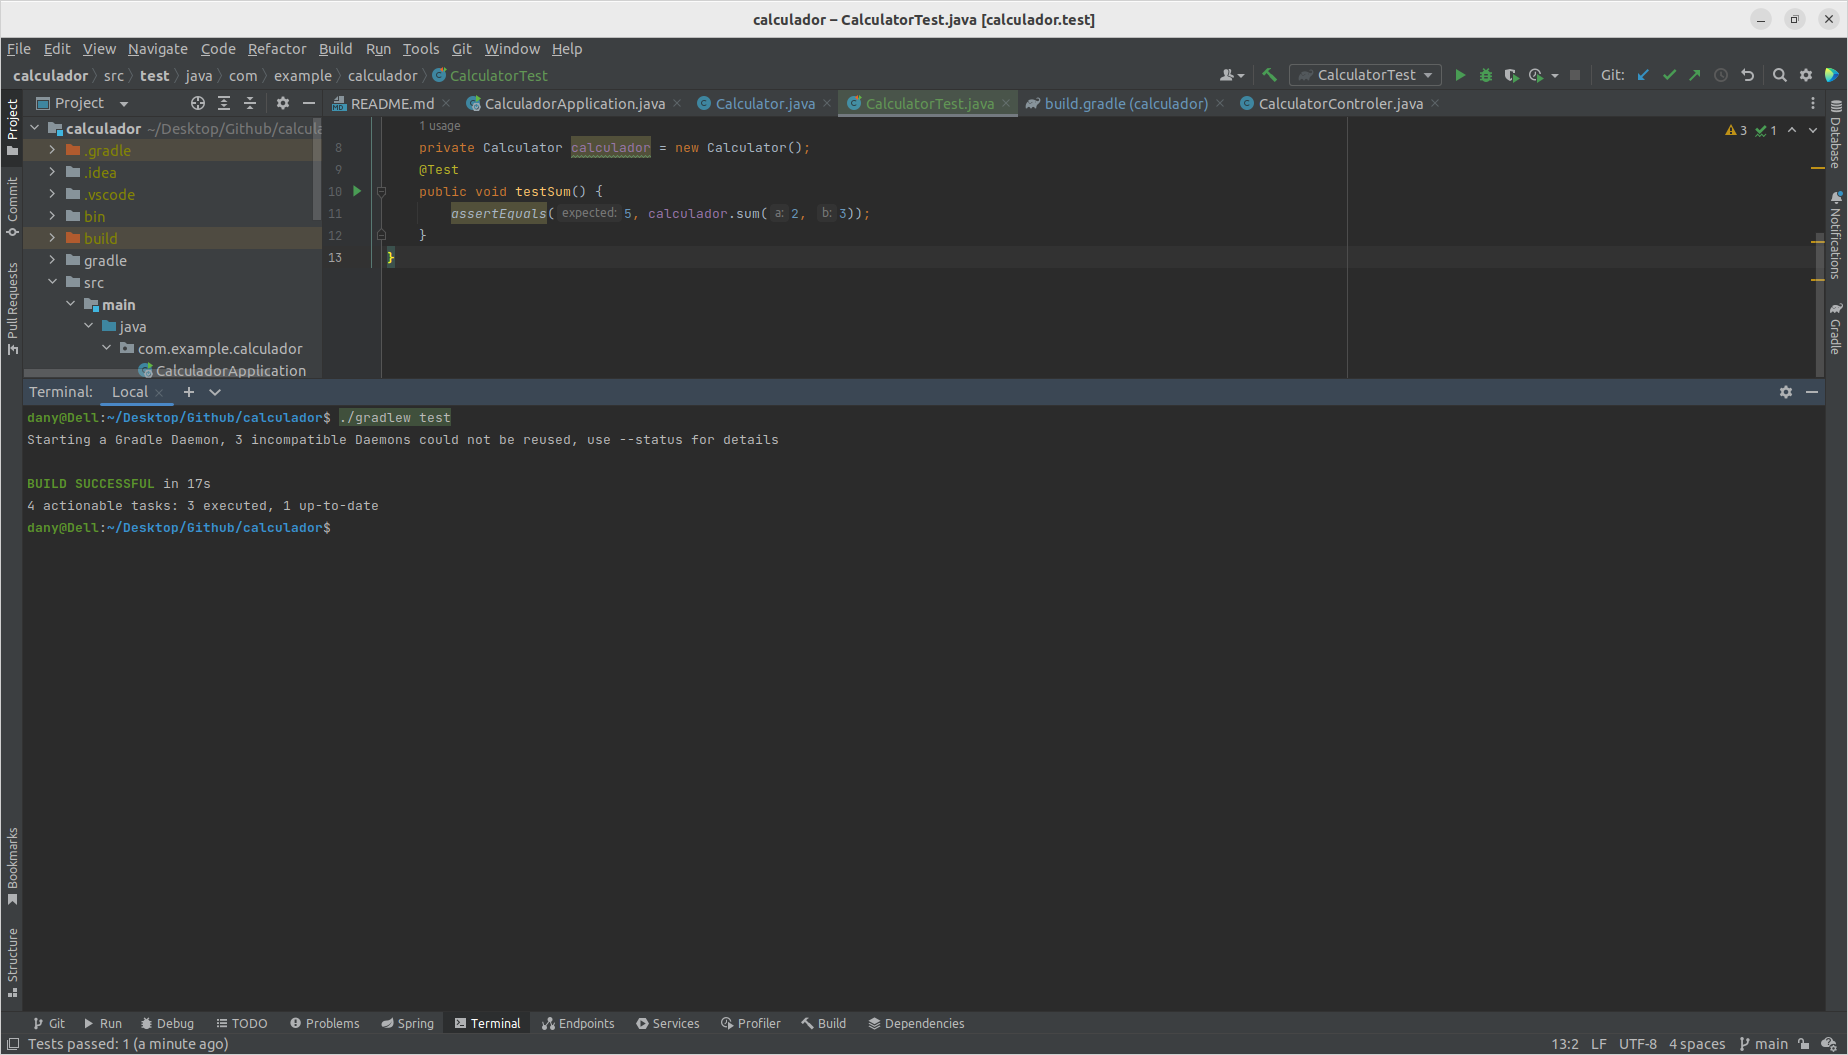 calculador – CalculatorTest.java [calculador.test]
File Edit View Navigate Code Refactor Build Run Tools Git Window Help
calculador src test java com example calculador CalculatorTest
CalculatorTest Git:
Project
README.md CalculadorApplication.java Calculator.java CalculatorTest.java build.gradle (calculador) CalculatorControler.java
Project
Commit
Pull Requests
Bookmarks
Structure
calculador ~/Desktop/Github/calcula
.gradle
.idea
.vscode
bin
build
gradle
src
main
java
com.example.calculador
CalculadorApplication
1 usage
3 1
8 private Calculator calculador = new Calculator();
9 @Test
10 public void testSum() {
11 assertEquals( expected: 5, calculador.sum( a: 2, b: 3));
12 }
13 }
Database
Notifications
Gradle
Terminal: Local
dany@Dell:~/Desktop/Github/calculador$ ./gradlew test
Starting a Gradle Daemon, 3 incompatible Daemons could not be reused, use --status for details
BUILD SUCCESSFUL in 17s
4 actionable tasks: 3 executed, 1 up-to-date
dany@Dell:~/Desktop/Github/calculador$
Git Run Debug TODO Problems Spring Terminal Endpoints Services Profiler Build Dependencies
Tests passed: 1 (a minute ago) 13:2 LF UTF-8 4 spaces main